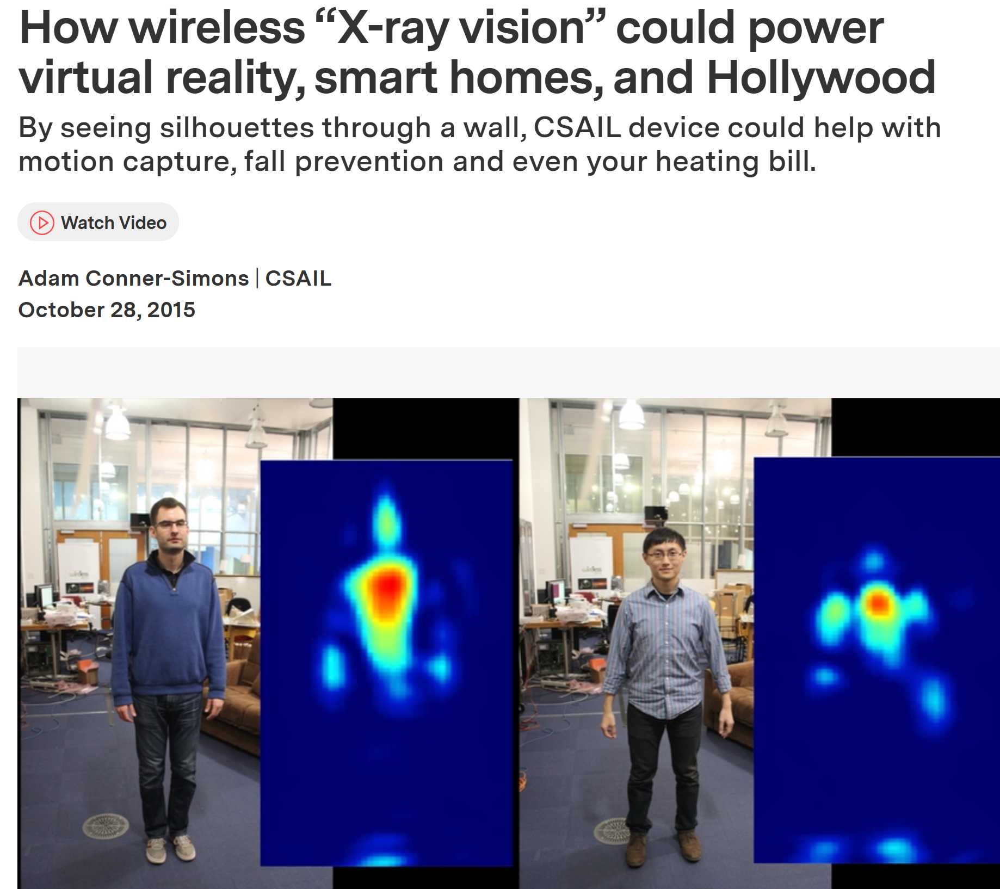 How wireless “X-ray vision” could power
virtual reality, smart homes, and Hollywood
By seeing silhouettes through a wall, CSAIL device could help with
motion capture, fall prevention and even your heating bill.
Watch Video
Adam Conner-Simons | CSAIL
October 28, 2015